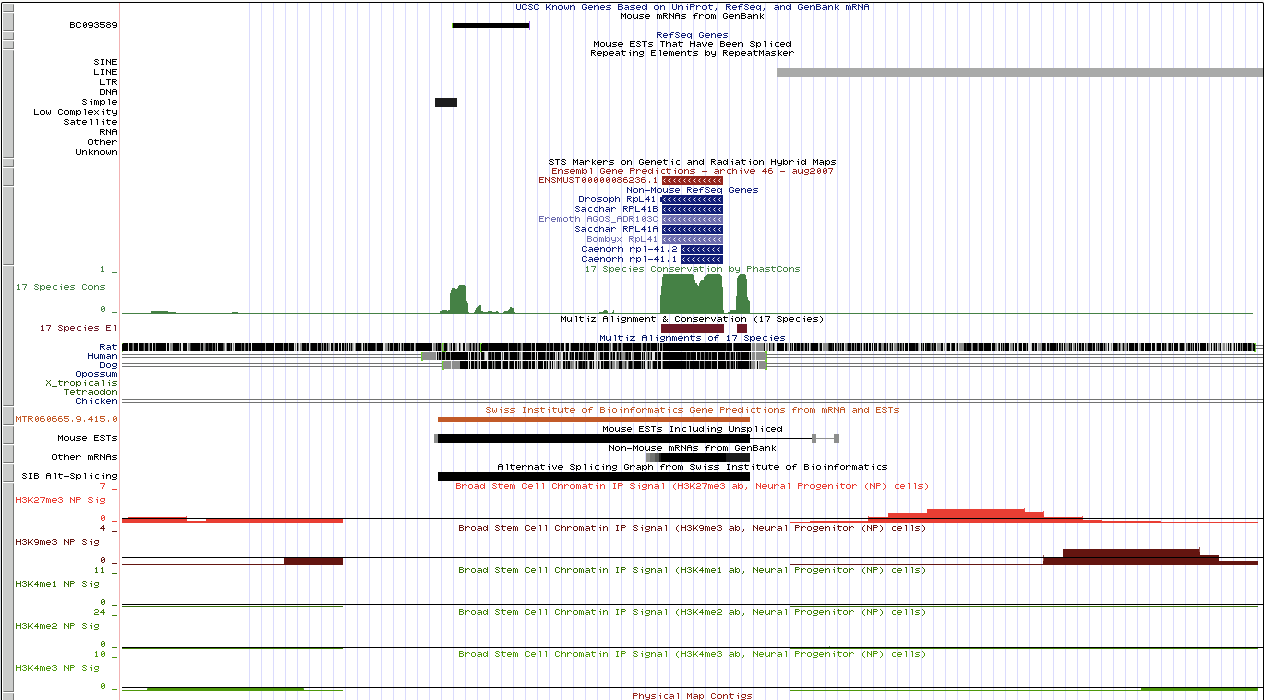 UCSC Known Genes Based on UniProt, RefSeq, and GenBank mRNA
Mouse mRNAs from GenBank
BC093589
RefSeq Genes
Mouse ESTs That Have Been Spliced
Repeating Elements by RepeatMasker
SINE
LINE
LTR
DNA
Simple
Low Complexity
Satellite
RNA
Other
Unknown
STS Markers on Genetic and Radiation Hybrid Maps
Ensembl Gene Predictions - archive 46 - aug2007
ENSMUST00000086236.1
Non-Mouse RefSeq Genes
Drosoph RpL41
Sacchar RPL41B
Eremoth AGOS_ADR103C
Sacchar RPL41A
Bombyx RpL41
Caenorh rpl-41.2
Caenorh rpl-41.1
17 Species Conservation by PhastCons
1 _
17 Species Cons
0 _
Multiz Alignment & Conservation (17 Species)
17 Species El
Multiz Alignments of 17 Species
Rat
Human
Dog
Opossum
X_tropicalis
Tetraodon
Chicken
Swiss Institute of Bioinformatics Gene Predictions from mRNA and ESTs
MTR060665.9.415.0
Mouse ESTs Including Unspliced
Mouse ESTs
Non-Mouse mRNAs from GenBank
Other mRNAs
Alternative Splicing Graph from Swiss Institute of Bioinformatics
SIB Alt-Splicing
Broad Stem Cell Chromatin IP Signal (H3K27me3 ab, Neural Progenitor (NP) cells)
7 _
H3K27me3 NP Sig
0 _
Broad Stem Cell Chromatin IP Signal (H3K9me3 ab, Neural Progenitor (NP) cells)
4 _
H3K9me3 NP Sig
0 _
Broad Stem Cell Chromatin IP Signal (H3K4me1 ab, Neural Progenitor (NP) cells)
11 _
H3K4me1 NP Sig
0 _
Broad Stem Cell Chromatin IP Signal (H3K4me2 ab, Neural Progenitor (NP) cells)
24 _
H3K4me2 NP Sig
0 _
Broad Stem Cell Chromatin IP Signal (H3K4me3 ab, Neural Progenitor (NP) cells)
10 _
H3K4me3 NP Sig
0 _
Physical Map Contigs